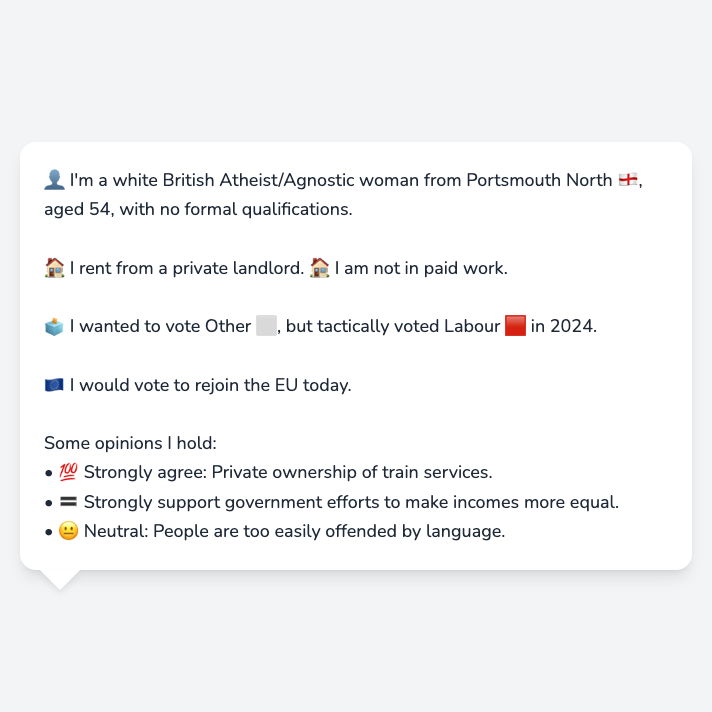 👤 I'm a white British Atheist/Agnostic woman from Portsmouth North 🏴󠁧󠁢󠁥󠁮󠁧󠁿,
aged 54, with no formal qualifications.
🏠 I rent from a private landlord. 🏠 I am not in paid work.
🗳️ I wanted to vote Other ⬜, but tactically voted Labour 🟥 in 2024.
🇪🇺 I would vote to rejoin the EU today.
Some opinions I hold:
• 💯 Strongly agree: Private ownership of train services.
• 🟰 Strongly support government efforts to make incomes more equal.
• 😐 Neutral: People are too easily offended by language.